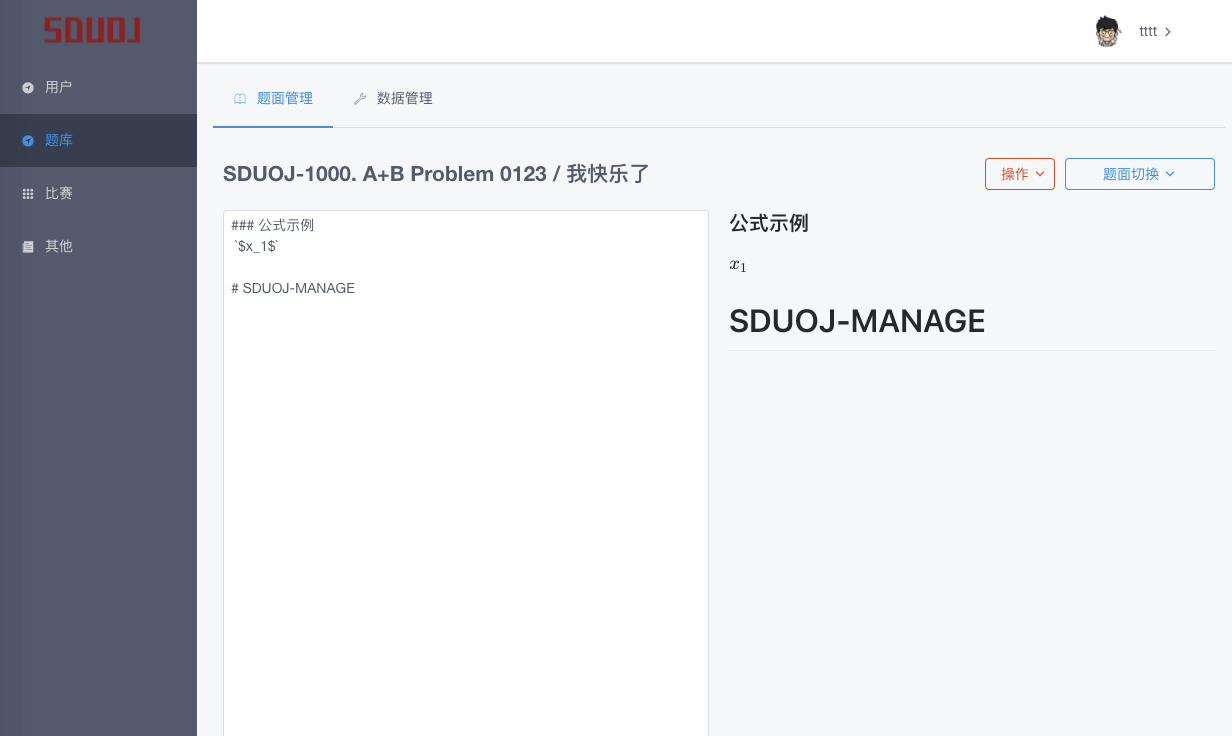 SDUOJ
tttt
用户
题库
比赛
其他
题面管理
数据管理
SDUOJ-1000. A+B Problem 0123 / 我快乐了
操作
题面切换
### 公式示例
`$x_1$`
# SDUOJ-MANAGE
公式示例
x₁
SDUOJ-MANAGE